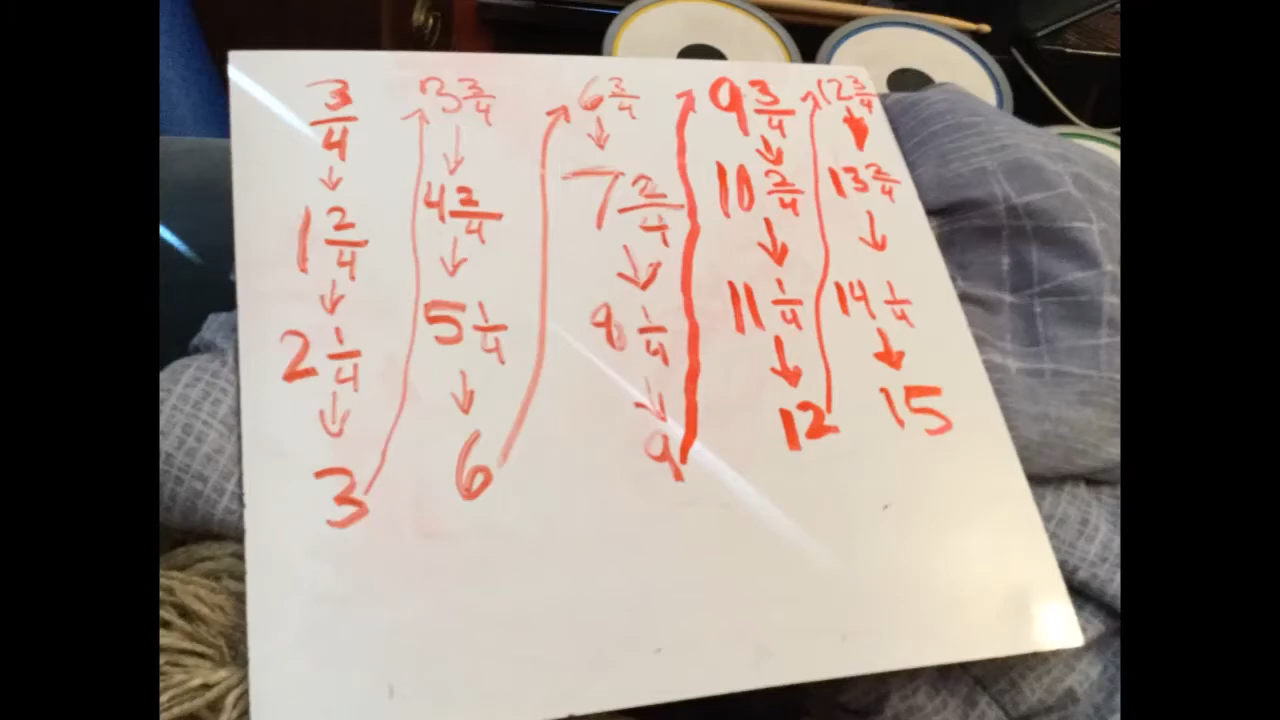 3/4 ↓ 1 2/4 ↓ 2 1/4 ↓ 3
3 3/4 ↓ 4 2/4 ↓ 5 1/4 ↓ 6
6 3/4 ↓ 7 2/4 ↓ 8 1/4 ↓ 9
9 3/4 ↓ 10 2/4 ↓ 11 1/4 ↓ 12
12 3/4 ↓ 13 2/4 ↓ 14 1/4 ↓ 15